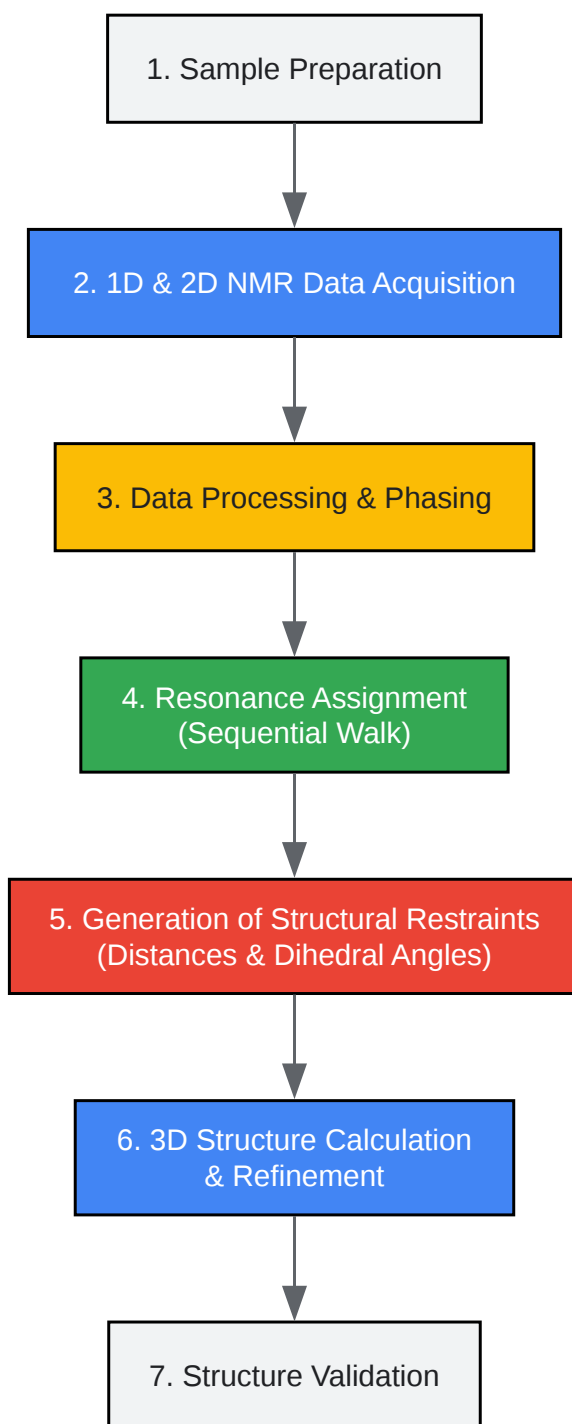 1. Sample Preparation
2. 1D & 2D NMR Data Acquisition
3. Data Processing & Phasing
4. Resonance Assignment
(Sequential Walk)
5. Generation of Structural Restraints
(Distances & Dihedral Angles)
6. 3D Structure Calculation
& Refinement
7. Structure Validation